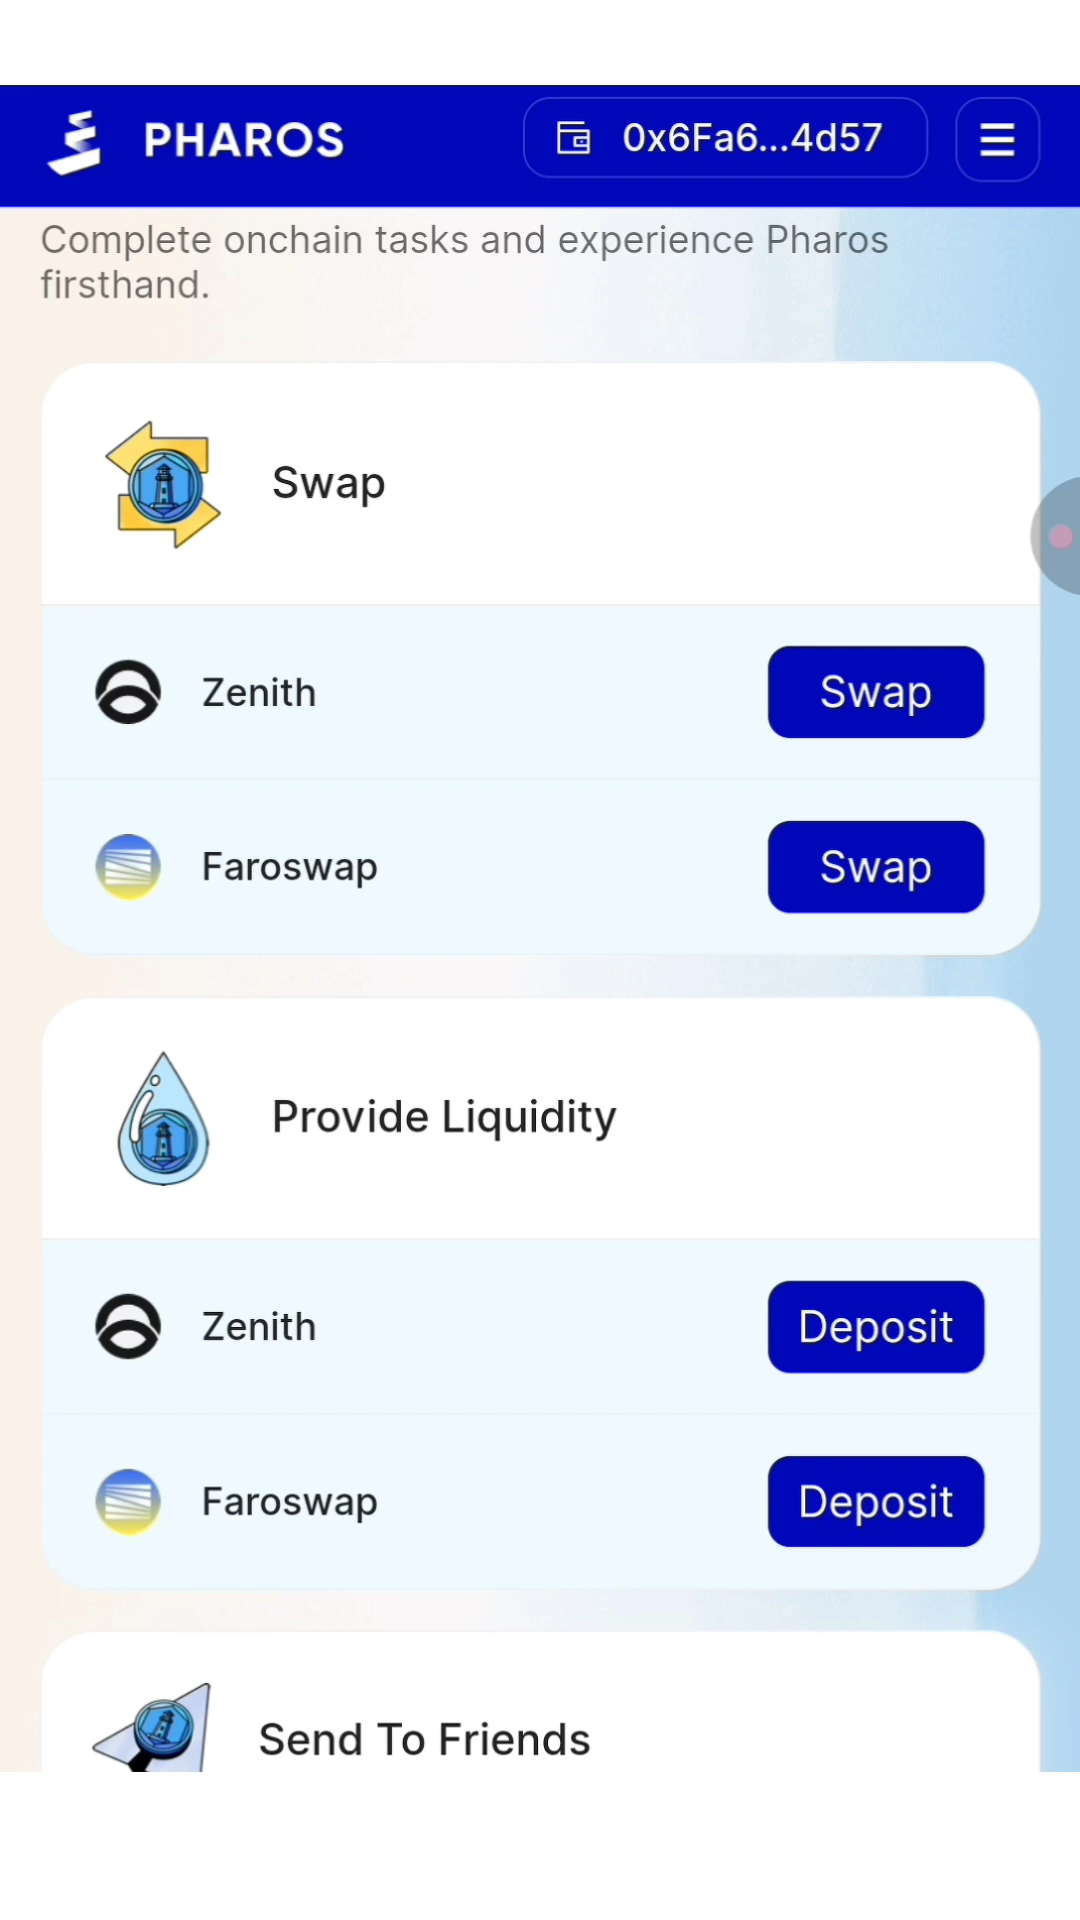 PHAROS
0x6Fa6...4d57
Complete onchain tasks and experience Pharos
firsthand.
Swap
Zenith
Swap
Faroswap
Swap
Provide Liquidity
Zenith
Deposit
Faroswap
Deposit
Send To Friends